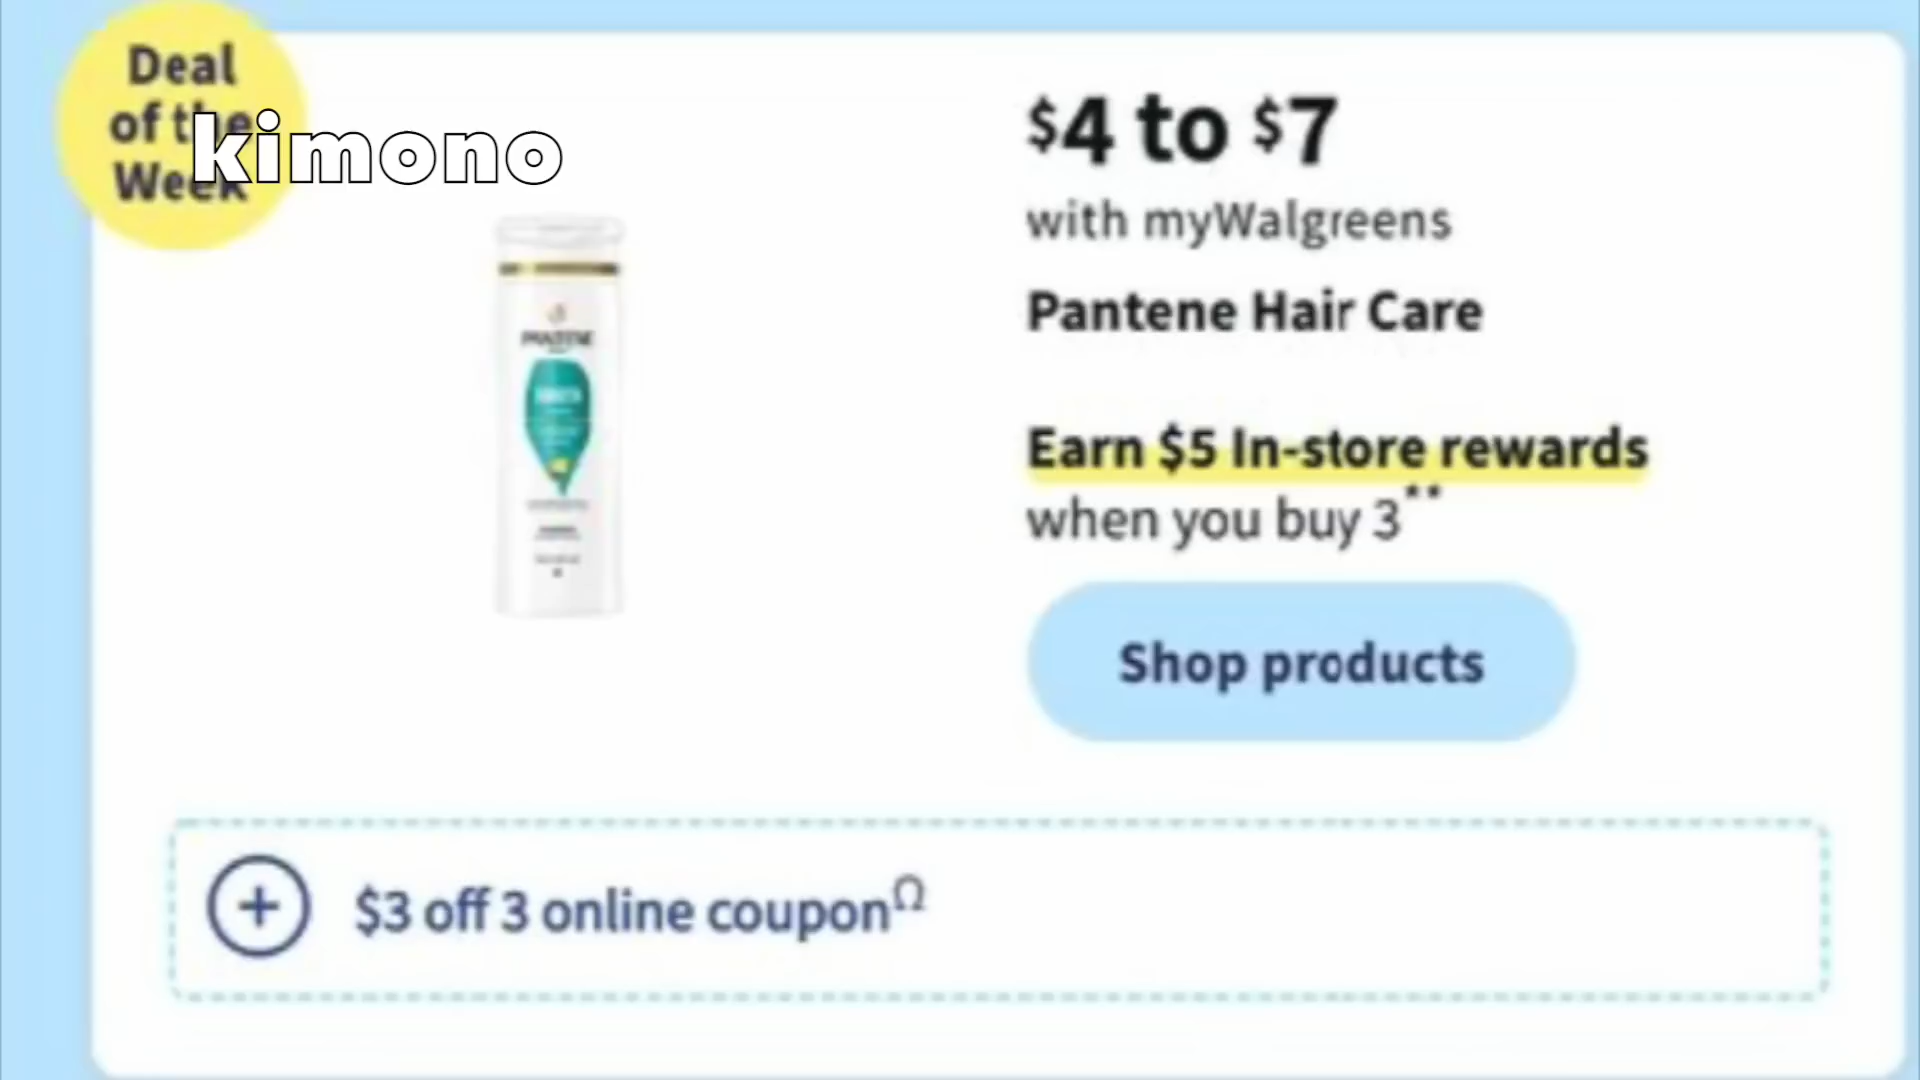 Deal
of the
Week
kimono
$4 to $7
with myWalgreens
Pantene Hair Care
Earn $5 In-store rewards
when you buy 3**
Shop products
PANTENE
$3 off 3 online couponΩ